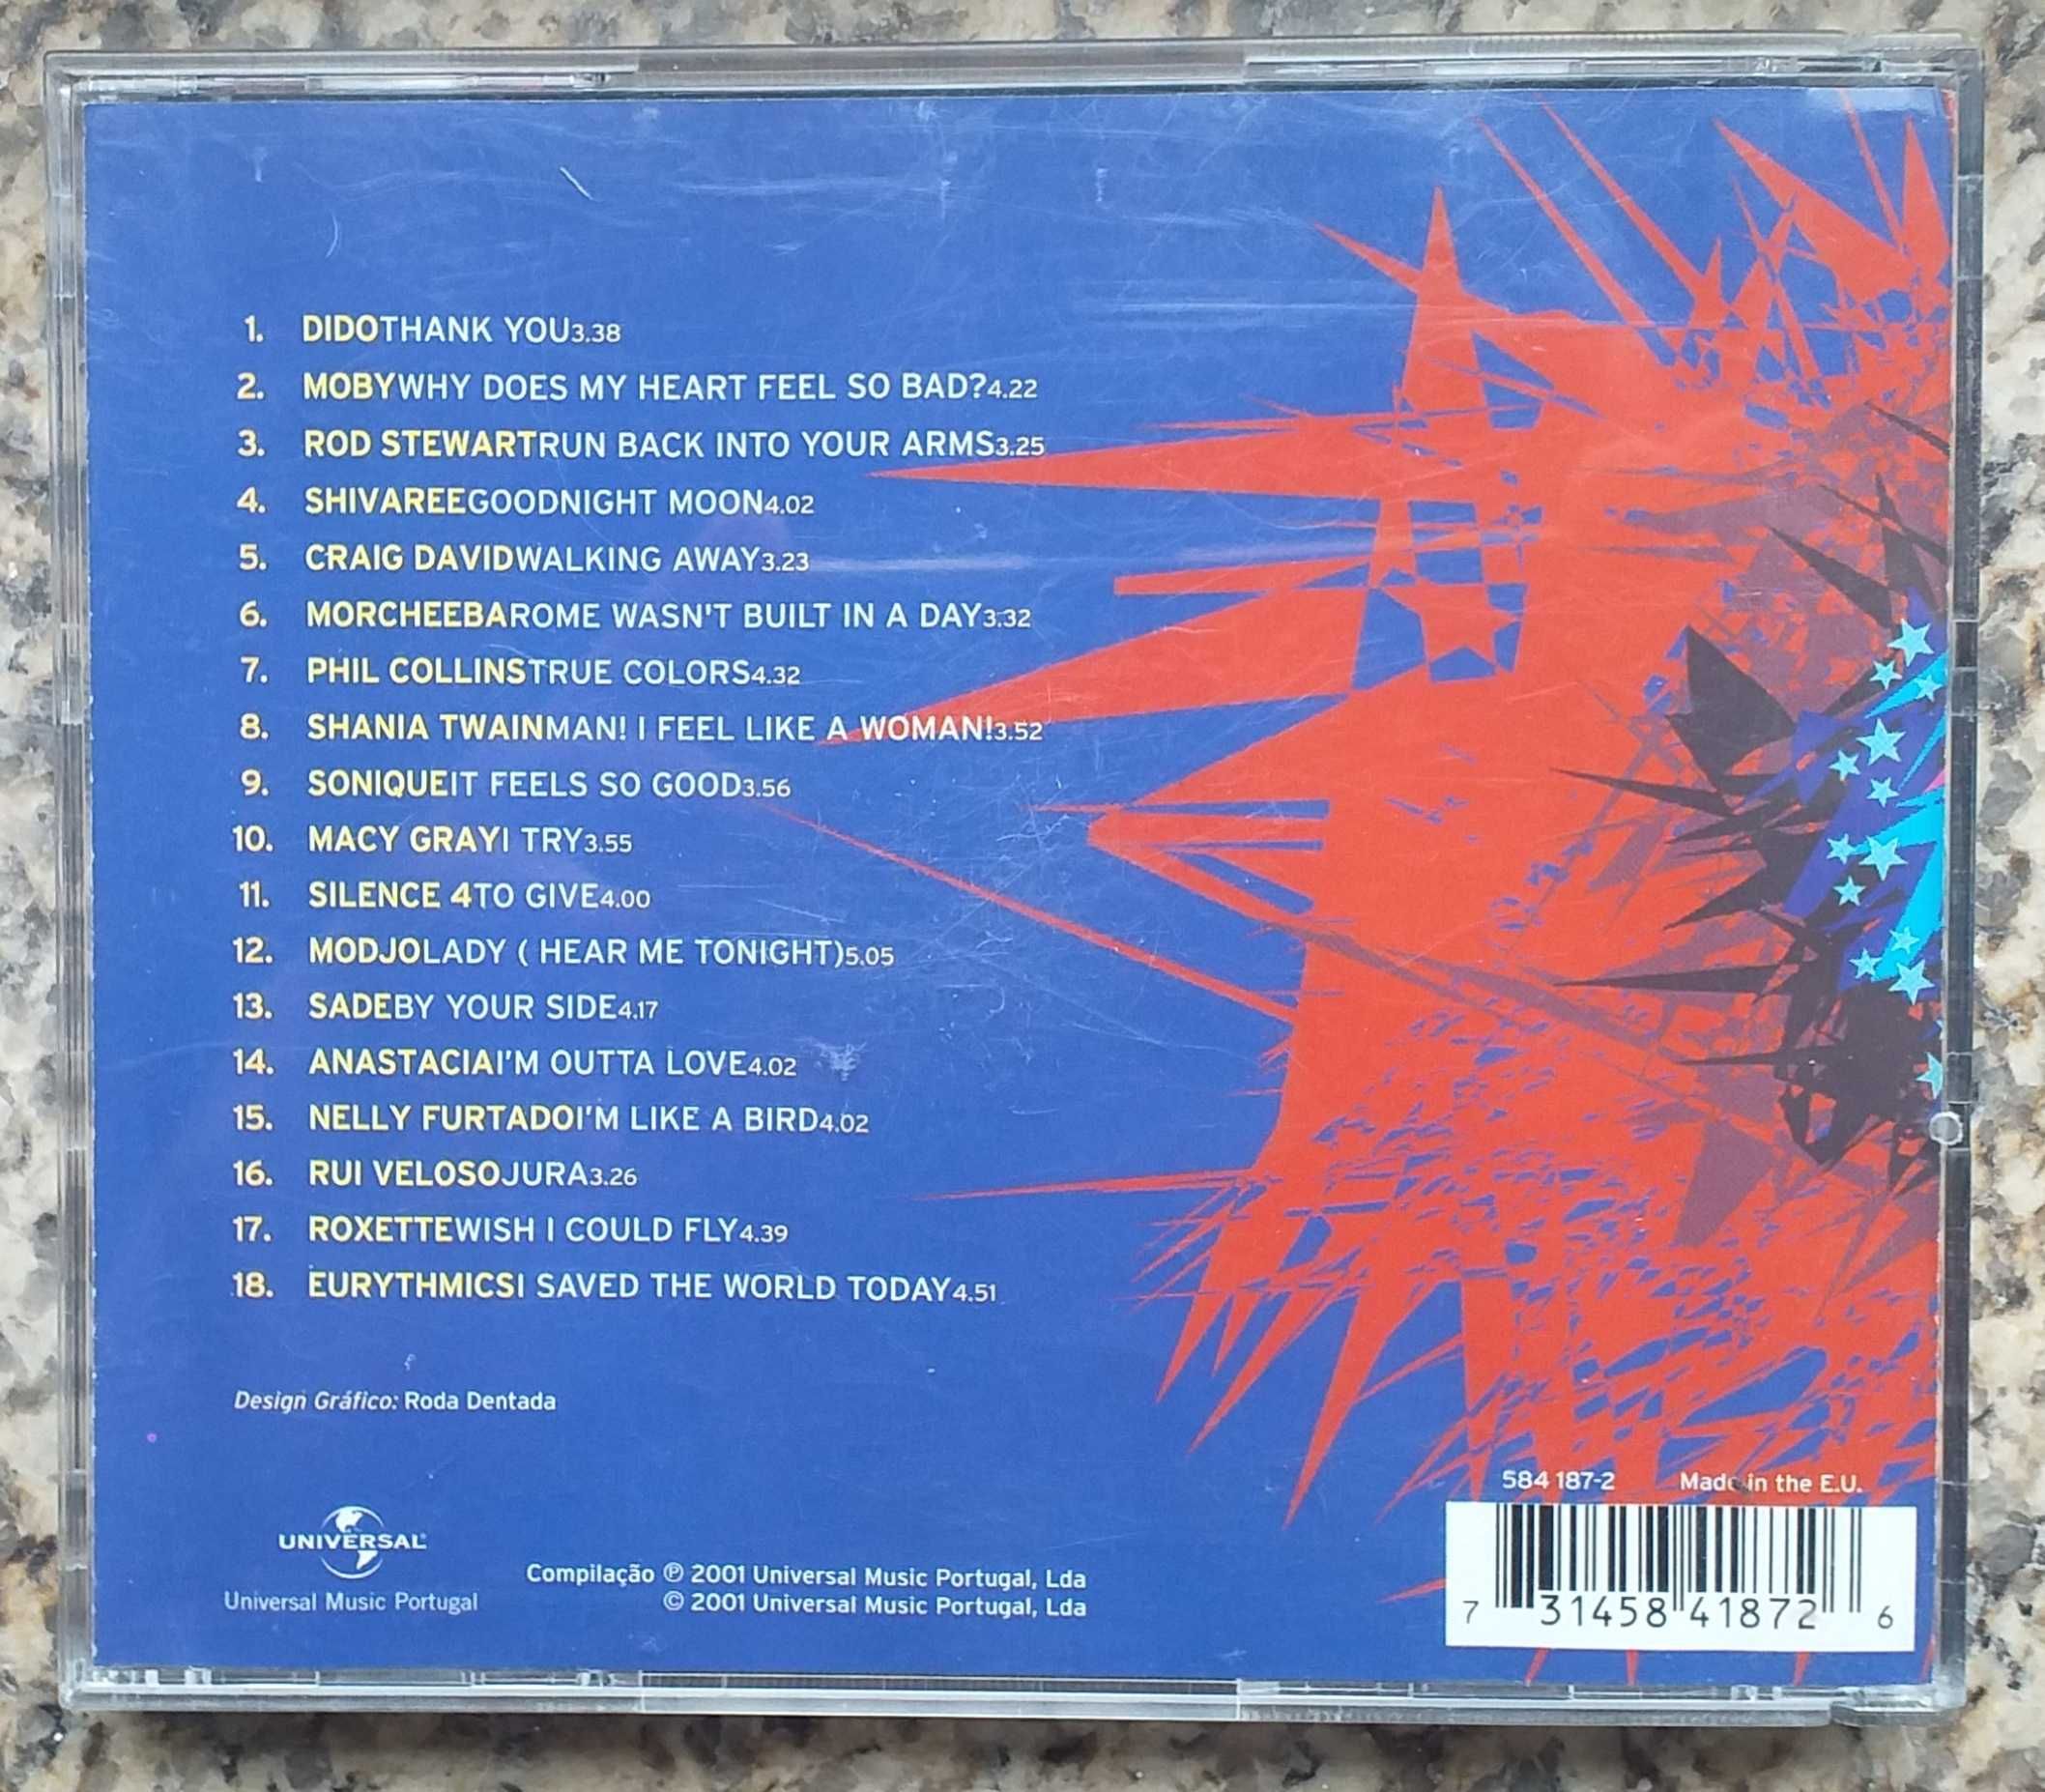 1. DIDOTHANK YOU3.38
2. MOBYWHY DOES MY HEART FEEL SO BAD?4.22
3. ROD STEWARTRUN BACK INTO YOUR ARMS3.25
4. SHIVAREEGOODNIGHT MOON4.02
5. CRAIG DAVIDWALKING AWAY3.23
6. MORCHEEBAROME WASN'T BUILT IN A DAY3.32
7. PHIL COLLINSTRUE COLORS4.32
8. SHANIA TWAINMAN! I FEEL LIKE A WOMAN!3.52
9. SONIQUEIT FEELS SO GOOD3.56
10. MACY GRAYI TRY3.55
11. SILENCE 4TO GIVE4.00
12. MODJOLADY ( HEAR ME TONIGHT)5.05
13. SADEBY YOUR SIDE4.17
14. ANASTACIAI'M OUTTA LOVE4.02
15. NELLY FURTADOI'M LIKE A BIRD4.02
16. RUI VELOSOJURA3.26
17. ROXETTEWISH I COULD FLY4.39
18. EURYTHMICSI SAVED THE WORLD TODAY4.51
Design Gráfico: Roda Dentada
584 187-2 Made in the E.U.
UNIVERSAL
Universal Music Portugal
Compilação ℗ 2001 Universal Music Portugal, Lda
© 2001 Universal Music Portugal, Lda
7 31458 41872 6